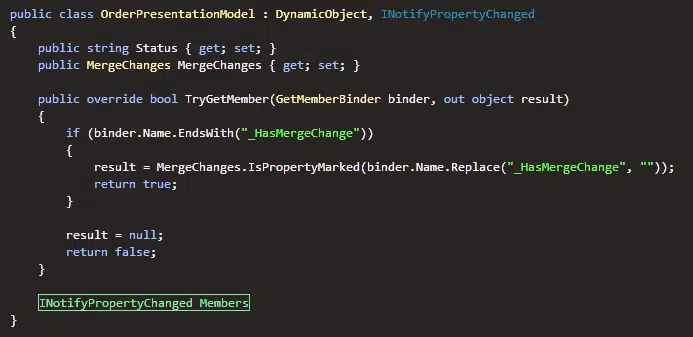 public class OrderPresentationModel : DynamicObject, INotifyPropertyChanged
{
    public string Status { get; set; }
    public MergeChanges MergeChanges { get; set; }

    public override bool TryGetMember(GetMemberBinder binder, out object result)
    {
        if (binder.Name.EndsWith("_HasMergeChange"))
        {
            result = MergeChanges.IsPropertyMarked(binder.Name.Replace("_HasMergeChange", ""));
            return true;
        }

        result = null;
        return false;
    }

    INotifyPropertyChanged Members
}